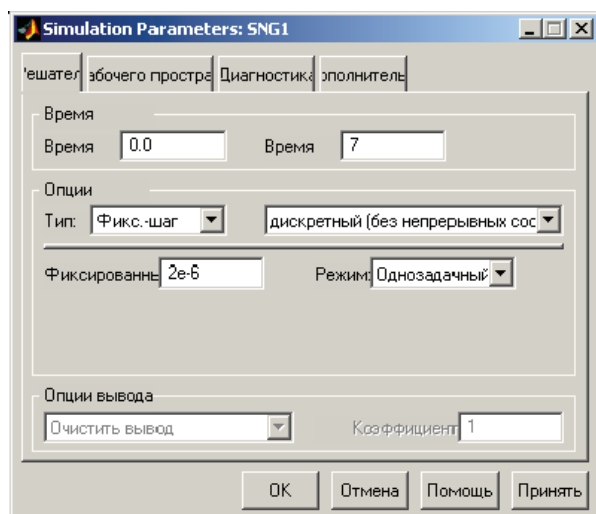 Simulation Parameters: SNG1
'ешател абочего простра Диагностика ополнитель
Время
Время 0.0 Время 7
Опции
Тип: Фикс.-шаг дискретный (без непрерывных сос
Фиксированнь 2e-6 Режим: Однозадачный
Опции вывода
Очистить вывод Коэффициент 1
OK Отмена Помощь Принять